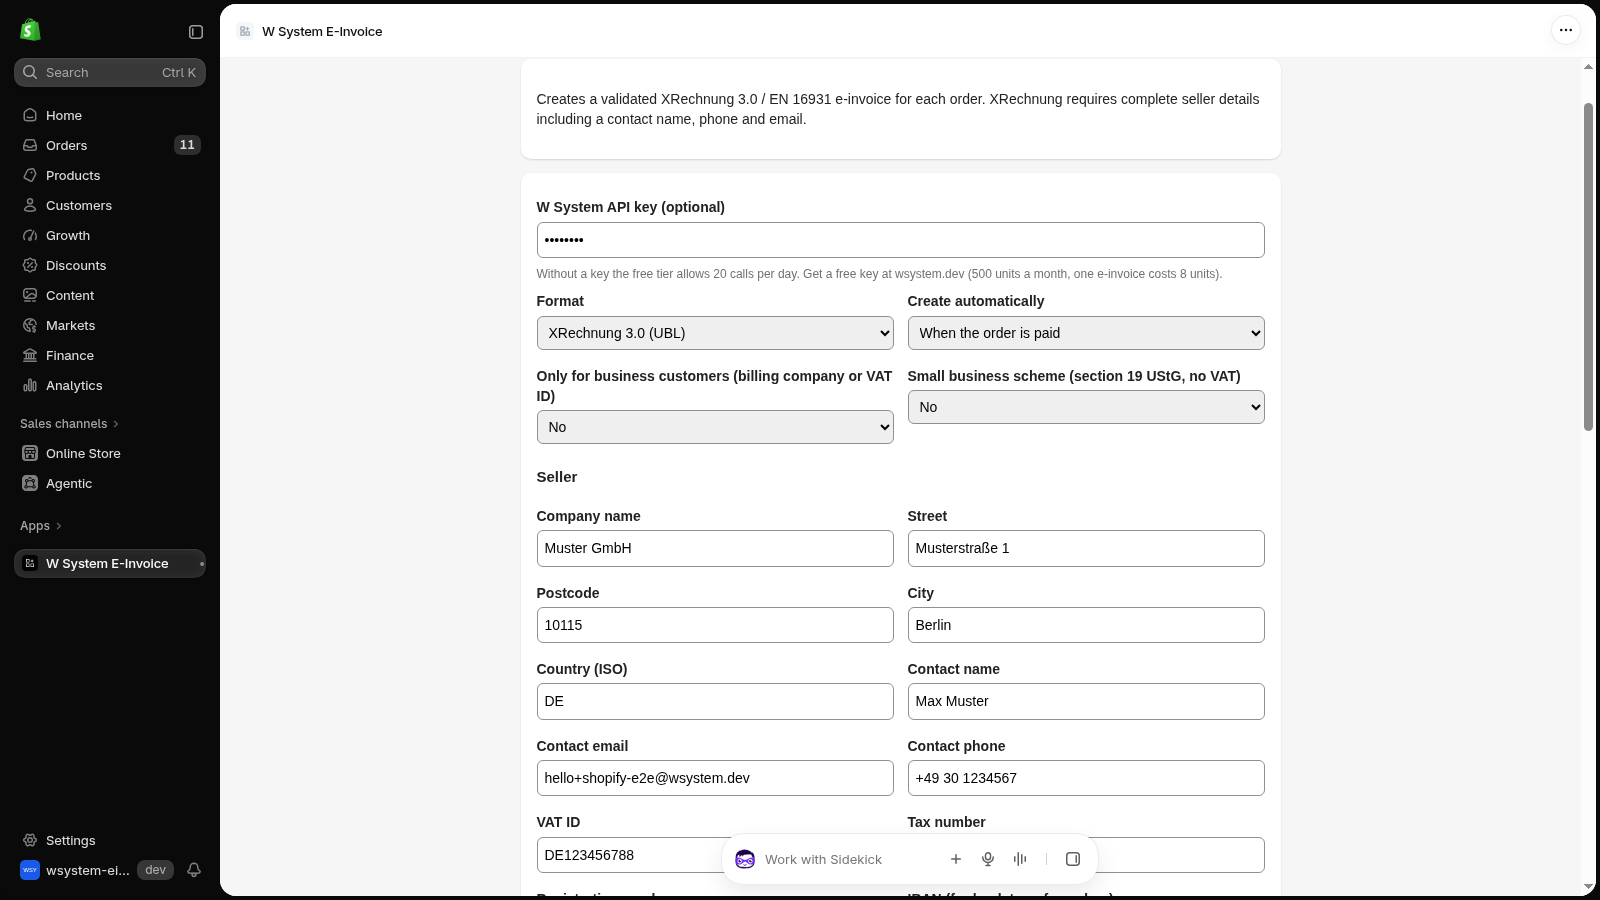 W System E-Invoice
Search Ctrl K
Home
Orders 11
Products
Customers
Growth
Discounts
Content
Markets
Finance
Analytics
Sales channels
Online Store
Agentic
Apps
W System E-Invoice
Settings
WSY wsystem-ei... dev
Creates a validated XRechnung 3.0 / EN 16931 e-invoice for each order. XRechnung requires complete seller details
including a contact name, phone and email.
W System API key (optional)
••••••••
Without a key the free tier allows 20 calls per day. Get a free key at wsystem.dev (500 units a month, one e-invoice costs 8 units).
Format Create automatically
XRechnung 3.0 (UBL) When the order is paid
Only for business customers (billing company or VAT
ID)
Small business scheme (section 19 UStG, no VAT)
No No
Seller
Company name Street
Muster GmbH Musterstraße 1
Postcode City
10115 Berlin
Country (ISO) Contact name
DE Max Muster
Contact email Contact phone
hello+shopify-e2e@wsystem.dev +49 30 1234567
VAT ID Tax number
DE123456788
Work with Sidekick